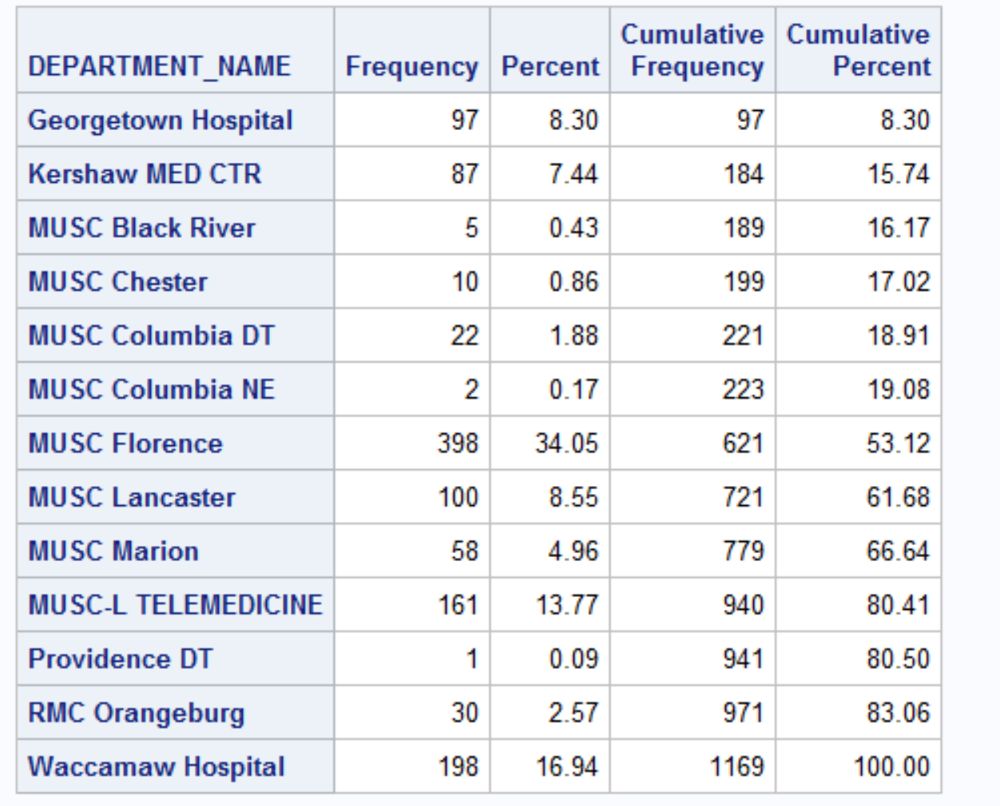 DEPARTMENT_NAME Frequency Percent Cumulative Frequency Cumulative Percent
Georgetown Hospital 97 8.30 97 8.30
Kershaw MED CTR 87 7.44 184 15.74
MUSC Black River 5 0.43 189 16.17
MUSC Chester 10 0.86 199 17.02
MUSC Columbia DT 22 1.88 221 18.91
MUSC Columbia NE 2 0.17 223 19.08
MUSC Florence 398 34.05 621 53.12
MUSC Lancaster 100 8.55 721 61.68
MUSC Marion 58 4.96 779 66.64
MUSC-L TELEMEDICINE 161 13.77 940 80.41
Providence DT 1 0.09 941 80.50
RMC Orangeburg 30 2.57 971 83.06
Waccamaw Hospital 198 16.94 1169 100.00